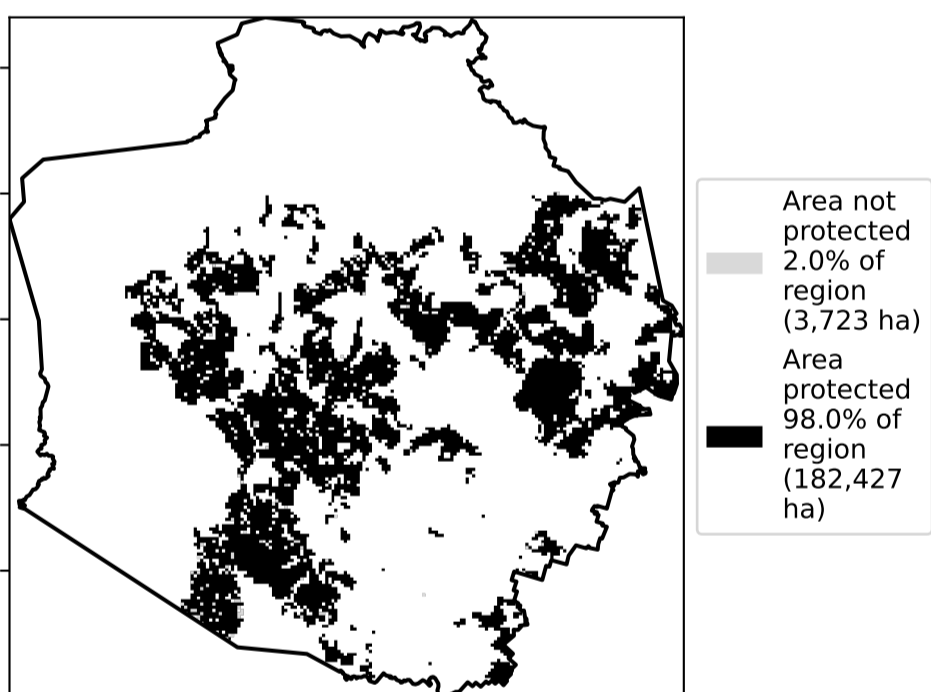 Area not
protected
2.0% of
region
(3,723 ha)
Area
protected
98.0% of
region
(182,427
ha)